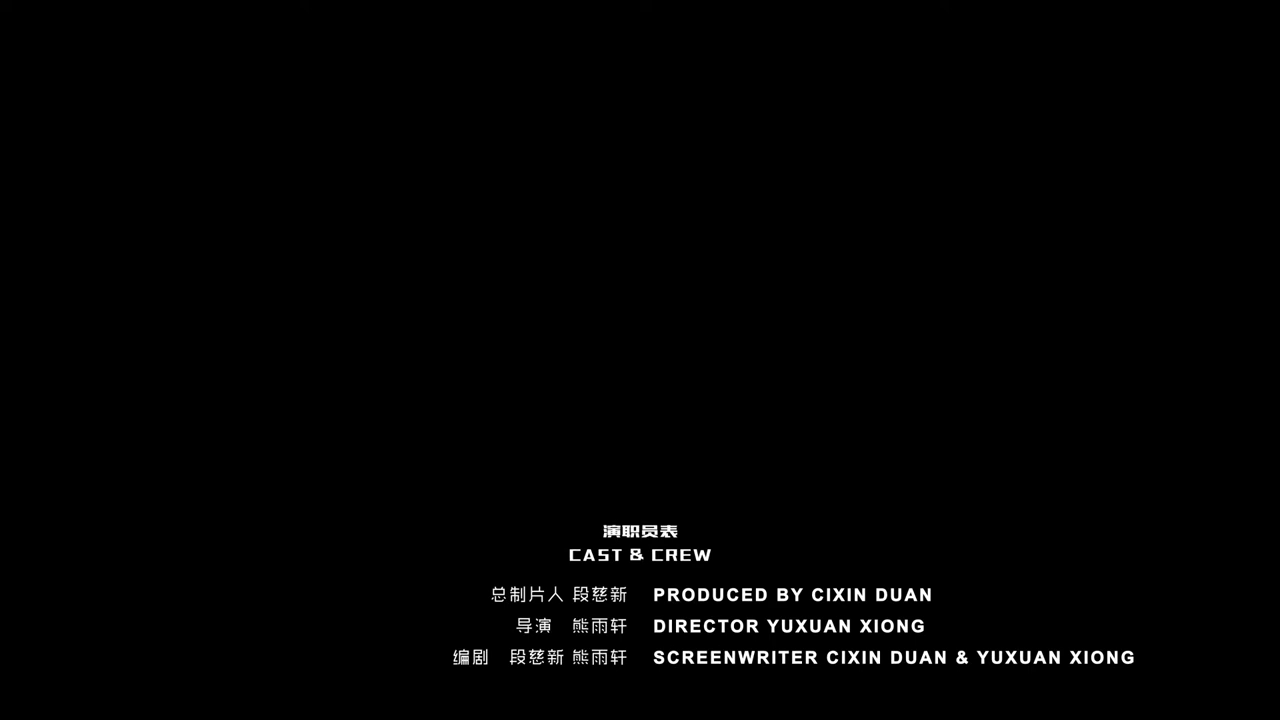 演职员表
CAST & CREW
总制片人 段慈新 PRODUCED BY CIXIN DUAN
导演 熊雨轩 DIRECTOR YUXUAN XIONG
编剧 段慈新 熊雨轩 SCREENWRITER CIXIN DUAN & YUXUAN XIONG